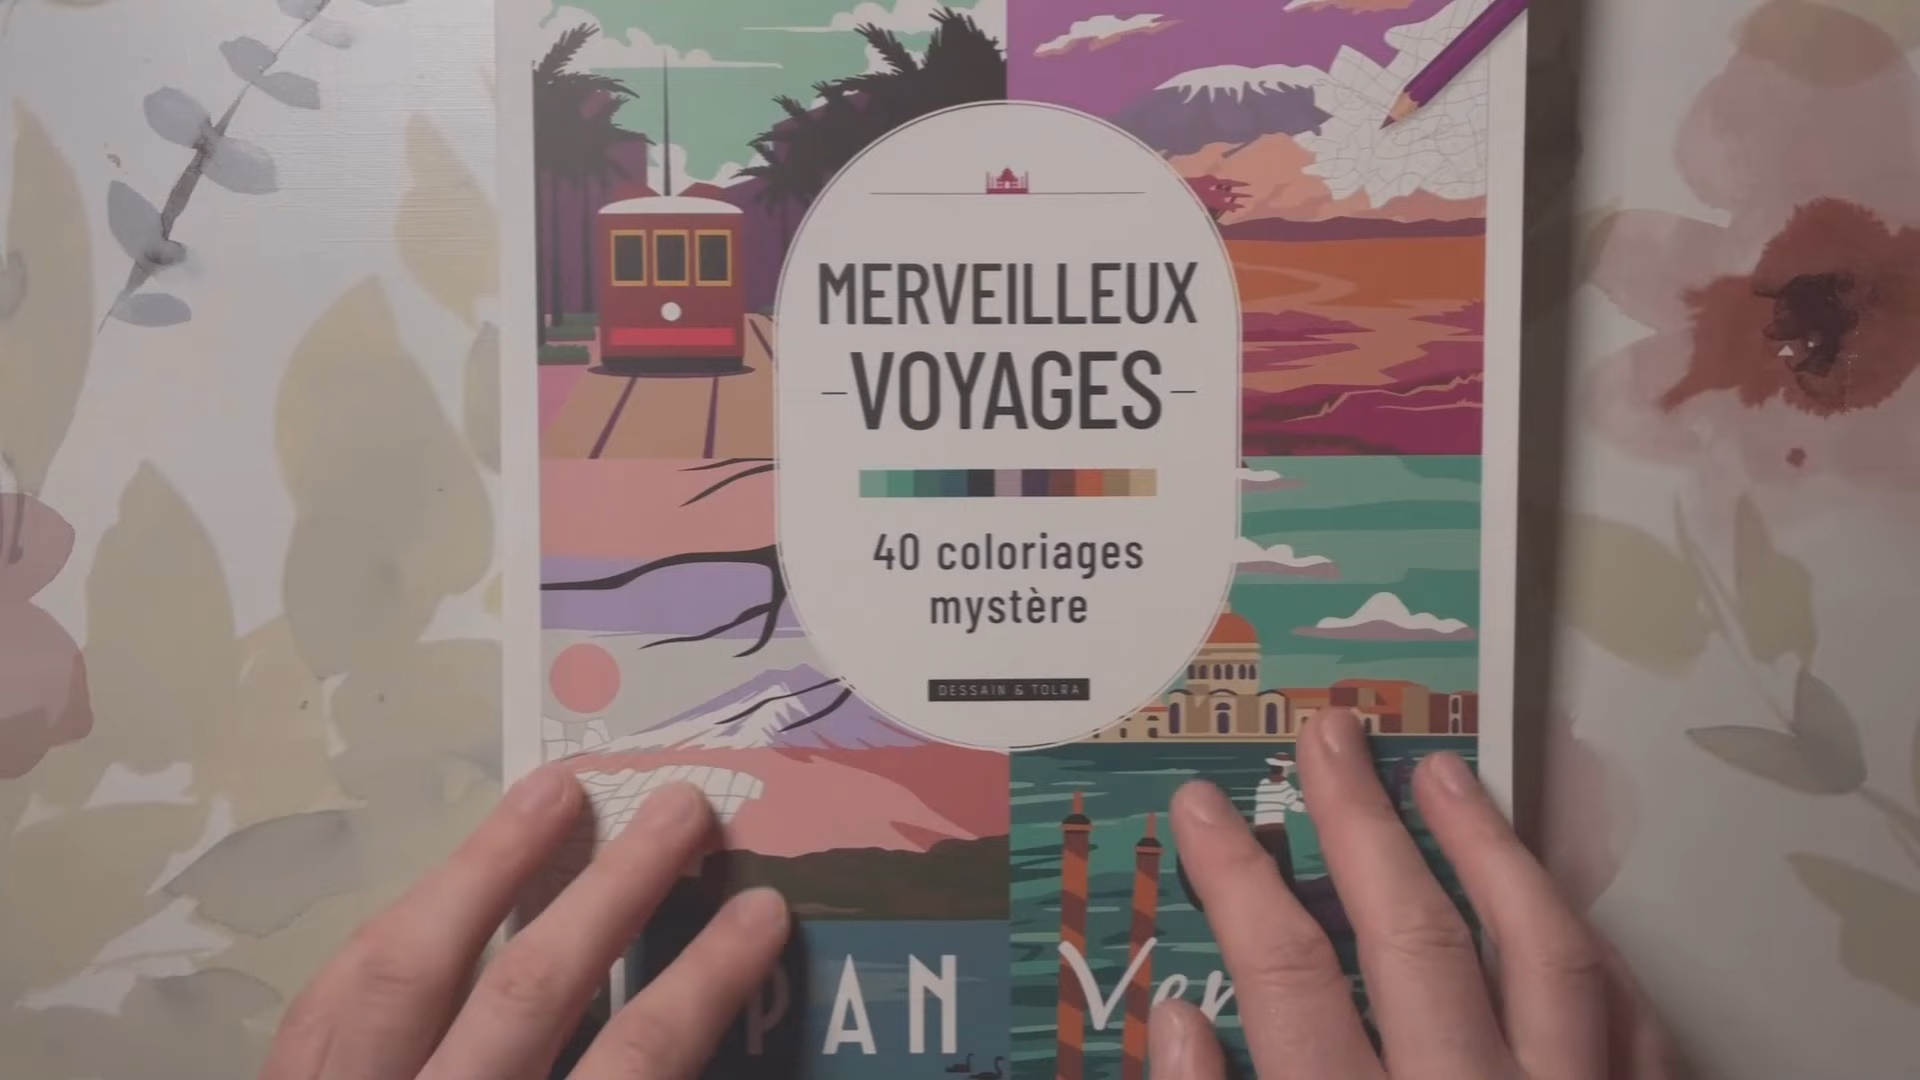 MERVEILLEUX
-VOYAGES-
40 coloriages
mystère
DESSAIN & TOLRA